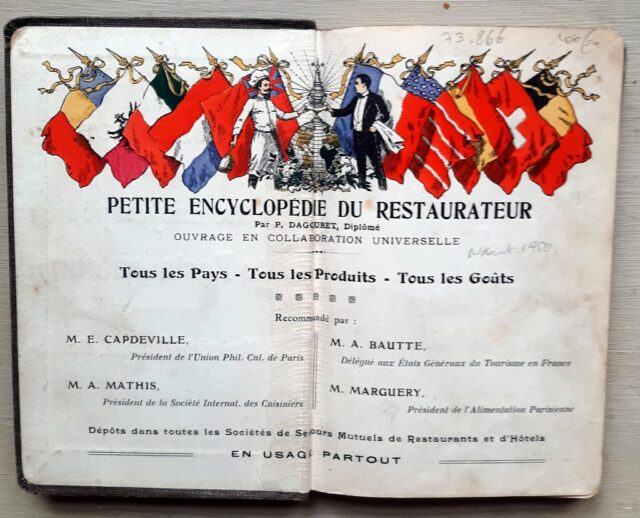 73.266
PETITE ENCYCLOPÉDIE DU RESTAURATEUR
Par P. DAGOURET, Diplômé
OUVRAGE EN COLLABORATION UNIVERSELLE
Tous les Pays - Tous les Produits - Tous les Goûts
Recommandé par :
M. E. CAPDEVILLE,
Président de l'Union Phil. Cul. de Paris
M. A. BAUTTE,
Délégué aux États Généraux du Tourisme en France
M. A. MATHIS,
Président de la Société Internat. des Cuisiniers
M. MARGUERY,
Président de l'Alimentation Parisienne
Dépôts dans toutes les Sociétés de Secours Mutuels de Restaurants et d'Hôtels
EN USAGE PARTOUT